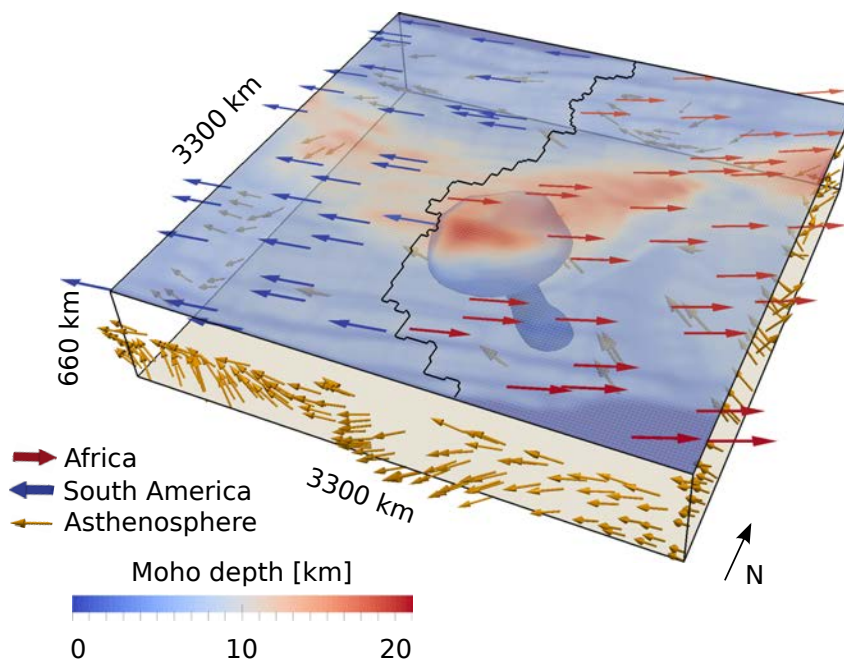 3300 km
660 km
3300 km
Africa
South America
Asthenosphere
N
Moho depth [km]
0 10 20